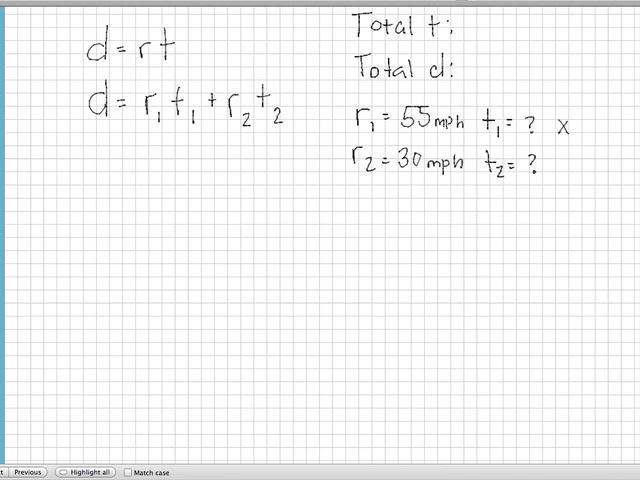 d = rt
d = r₁t₁ + r₂t₂
Total t:
Total d:
r₁ = 55mph t₁ = ? x
r₂ = 30mph t₂ = ?
t Previous Highlight all Match case